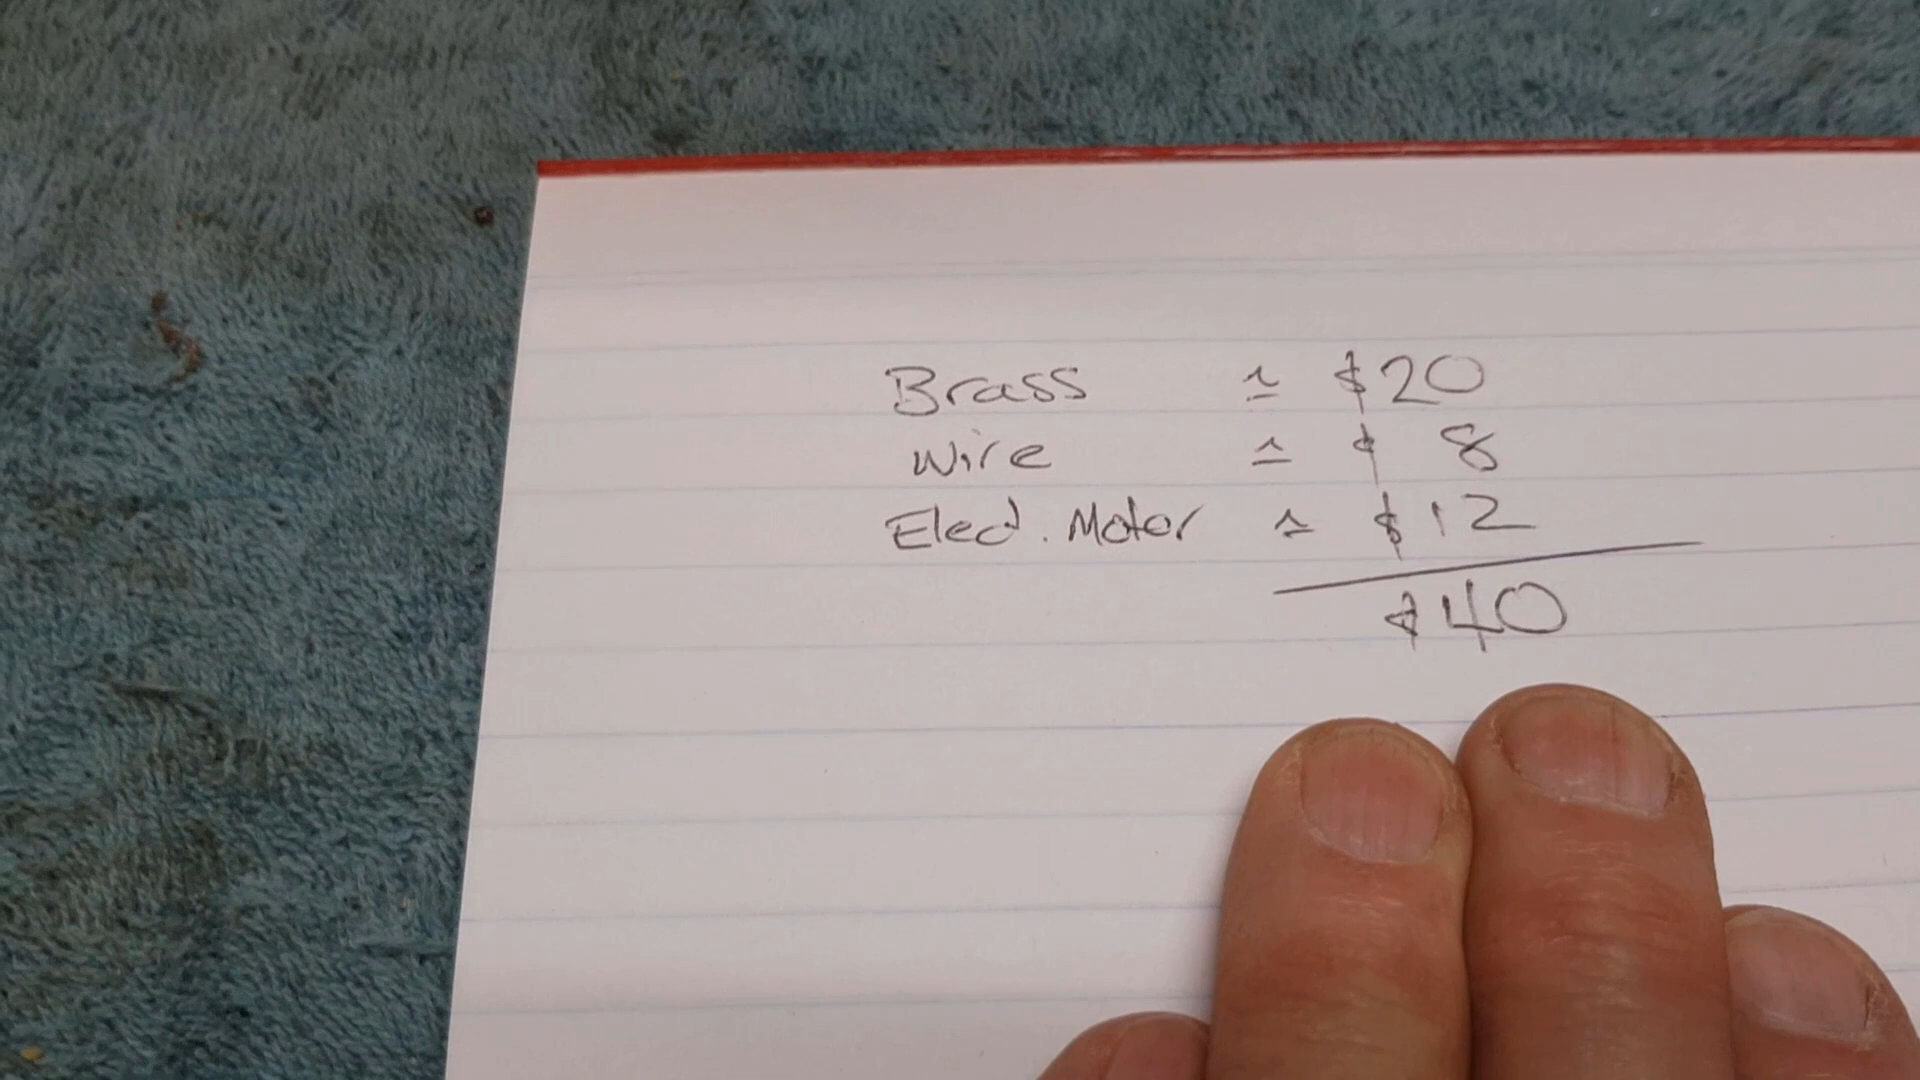 Brass ≃ $20
Wire ≃ $ 8
Elect. Motor ≃ $12
$40